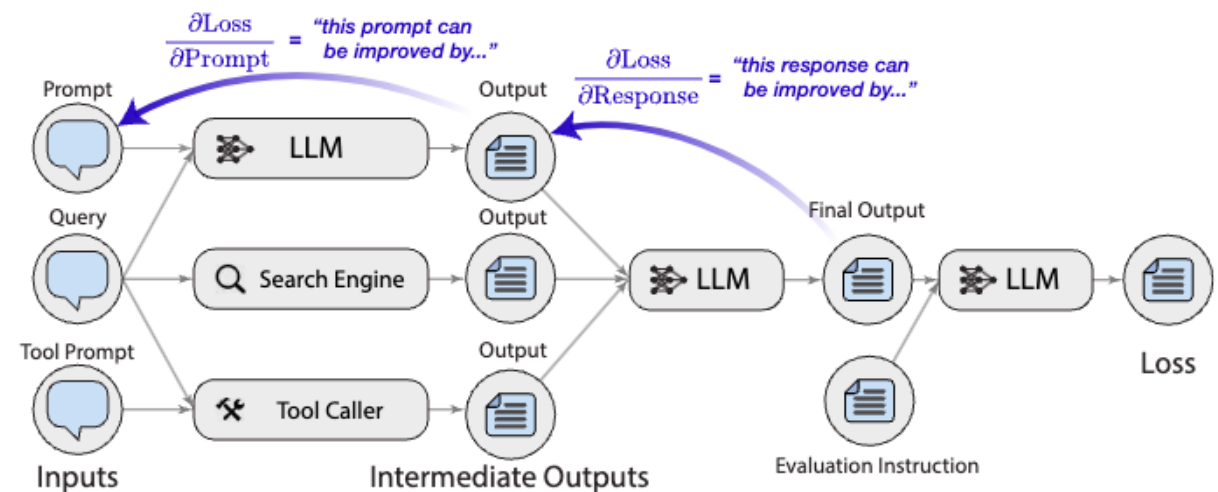 ∂Loss
∂Prompt
= "this prompt can
be improved by..."
∂Loss
∂Response
= "this response can
be improved by..."
Prompt
LLM
Output
Query
Search Engine
Output
Final Output
LLM
LLM
Tool Prompt
Tool Caller
Output
Loss
Evaluation Instruction
Inputs
Intermediate Outputs